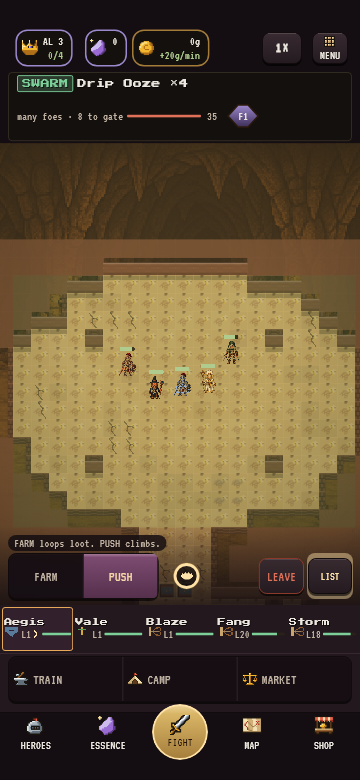 AL 3
0/4
0
0g
+20g/min
1X
MENU
SWARM Drip Ooze ×4
many foes · 8 to gate 35 F1
FARM loops loot. PUSH climbs.
FARM PUSH LEAVE LIST
Aegis Vale Blaze Fang Storm
L1 L1 L1 L20 L18
TRAIN CAMP MARKET
HEROES ESSENCE FIGHT MAP SHOP